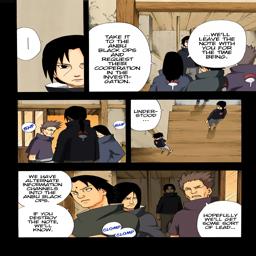 !
TAKE IT
TO THE
ANBU
BLACK OPS
AND
REQUEST
THEIR
COOPERATION
IN THE
INVESTI-
GATION.
...WE'LL
LEAVE THE
NOTE WITH
YOU FOR
THE TIME
BEING.
UNDER-
STOOD
...
WE HAVE
ALTERNATE
INFORMATION
CHANNELS
INTO THE ANBU
BLACK OPS.
IF YOU
DESTROY
THE NOTE,
WE'LL
KNOW.
CLOMP
CLOMP
HOPEFULLY
WE'LL GET
SOME SORT
OF LEAD...